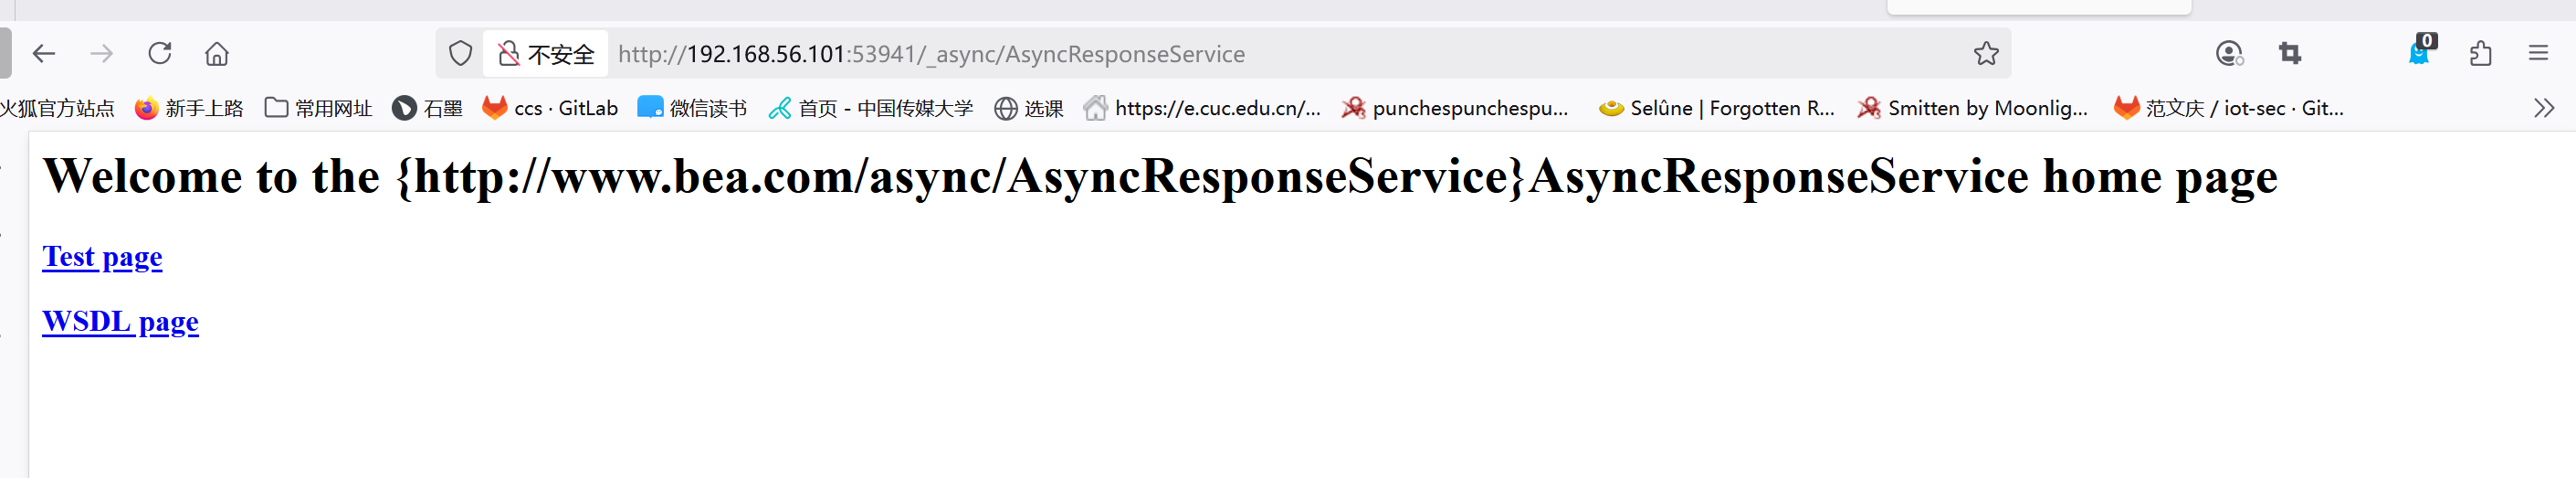 不安全 http://192.168.56.101:53941/_async/AsyncResponseService 0
火狐官方站点 新手上路 常用网址 石墨 ccs · GitLab 微信读书 首页 - 中国传媒大学 选课 https://e.cuc.edu.cn/... punchespunchespu... Selûne | Forgotten R... Smitten by Moonlig... 范文庆 / iot-sec · Git...
Welcome to the {http://www.bea.com/async/AsyncResponseService}AsyncResponseService home page
Test page
WSDL page